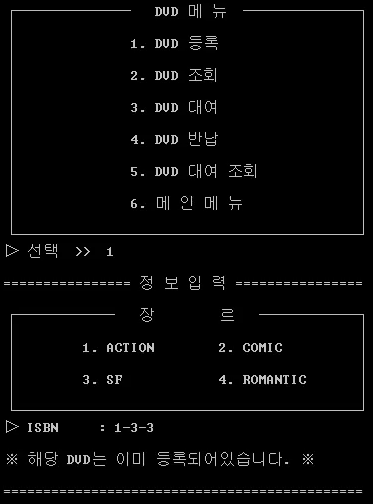 DVD 메 뉴
1. DVD 등록
2. DVD 조회
3. DVD 대여
4. DVD 반납
5. DVD 대여 조회
6. 메 인 메 뉴
▷ 선택 >> 1
================ 정 보 입 력 ================
장 르
1. ACTION 2. COMIC
3. SF 4. ROMANTIC
▷ ISBN : 1-3-3
※ 해당 DVD는 이미 등록되어있습니다. ※
=============================================